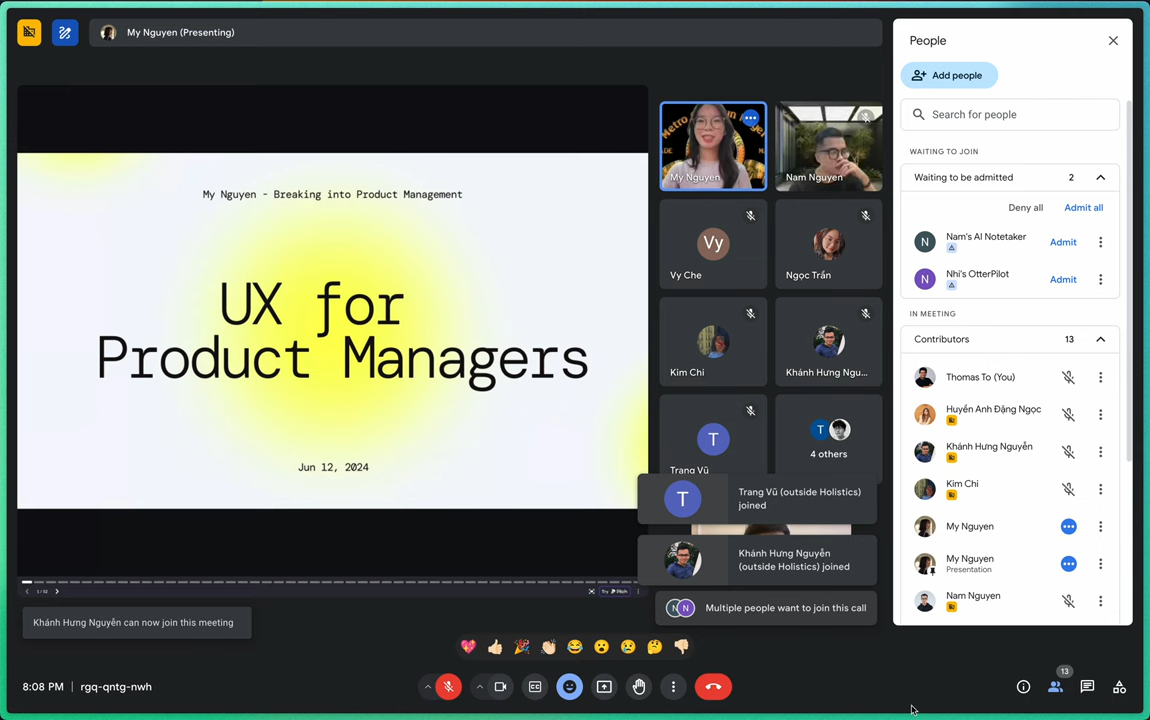 My Nguyen (Presenting)
My Nguyen - Breaking into Product Management
UX for
Product Managers
Jun 12, 2024
1 / 52
Try Pitch
My Nguyen
Nam Nguyen
Vy
Vy Che
Ngọc Trần
Kim Chi
Khánh Hưng Ngu...
T
Trang Vũ
T
4 others
T
Trang Vũ (outside Holistics)
joined
Khánh Hưng Nguyễn
(outside Holistics) joined
N N
Multiple people want to join this call
Khánh Hưng Nguyễn can now join this meeting
8:08 PM | rgq-qntg-nwh
13
People
Add people
Search for people
WAITING TO JOIN
Waiting to be admitted 2
Deny all Admit all
N
Nam's AI Notetaker
Admit
N
Nhi's OtterPilot
Admit
IN MEETING
Contributors 13
Thomas To (You)
Huyền Anh Đặng Ngọc
Khánh Hưng Nguyễn
Kim Chi
My Nguyen
My Nguyen
Presentation
Nam Nguyen